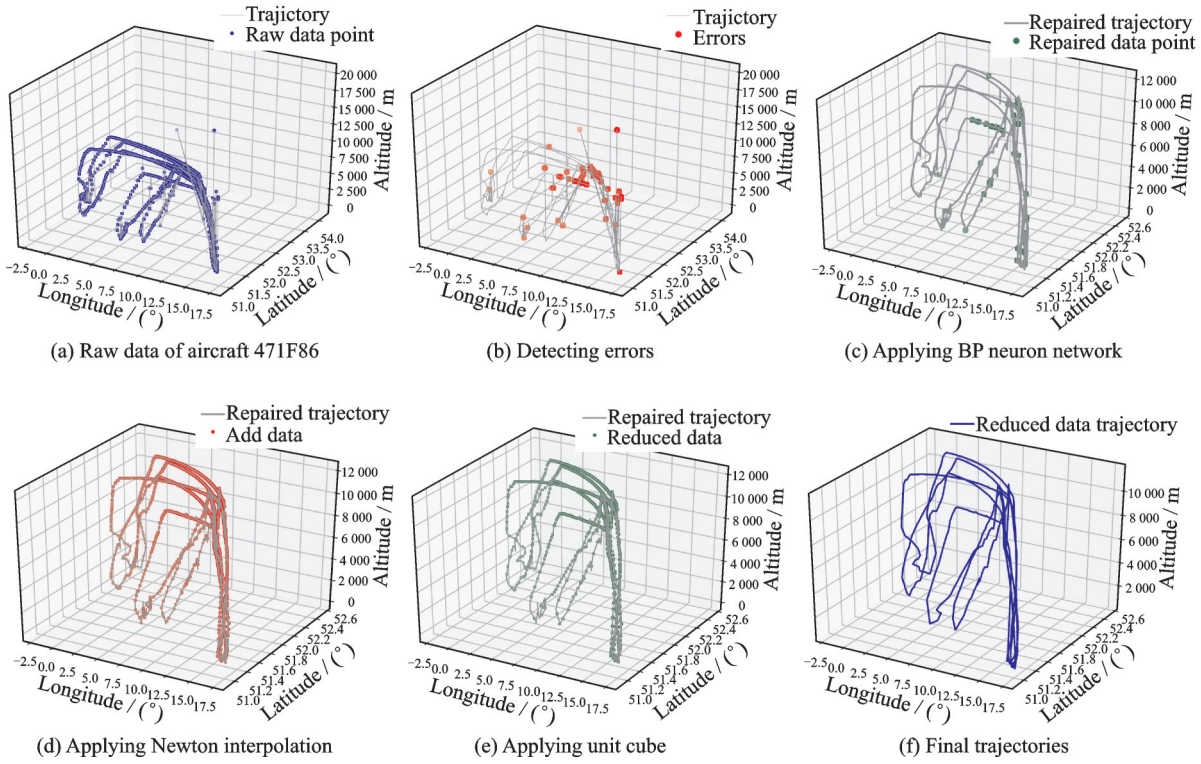 Trajictory
Raw data point
20 000
17 500
15 000
12 500
10 000
7 500
5 000
2 500
0
Altitude / m
−2.5 0.0 2.5 5.0 7.5 10.0 12.5 15.0 17.5
Longitude / (°)
51.0 51.5 52.0 52.5 53.0 53.5 54.0
Latitude / (°)
(a) Raw data of aircraft 471F86
Trajictory
Errors
20 000
17 500
15 000
12 500
10 000
7 500
5 000
2 500
0
Altitude / m
−2.5 0.0 2.5 5.0 7.5 10.0 12.5 15.0 17.5
Longitude / (°)
51.0 51.5 52.0 52.5 53.0 53.5 54.0
Latitude / (°)
(b) Detecting errors
Repaired trajectory
Repaired data point
12 000
10 000
8 000
6 000
4 000
2 000
0
Altitude / m
−2.5 0.0 2.5 5.0 7.5 10.0 12.5 15.0 17.5
Longitude / (°)
51.0 51.2 51.4 51.6 51.8 52.0 52.2 52.4 52.6
Latitude / (°)
(c) Applying BP neuron network
Repaired trajectory
Add data
12 000
10 000
8 000
6 000
4 000
2 000
0
Altitude / m
−2.5 0.0 2.5 5.0 7.5 10.0 12.5 15.0 17.5
Longitude / (°)
51.0 51.2 51.4 51.6 51.8 52.0 52.2 52.4 52.6
Latitude / (°)
(d) Applying Newton interpolation
Repaired trajectory
Reduced data
12 000
10 000
8 000
6 000
4 000
2 000
0
Altitude / m
−2.5 0.0 2.5 5.0 7.5 10.0 12.5 15.0 17.5
Longitude / (°)
51.0 51.2 51.4 51.6 51.8 52.0 52.2 52.4 52.6
Latitude / (°)
(e) Applying unit cube
Reduced data trajectory
10 000
8 000
6 000
4 000
2 000
Altitude / m
−2.5 0.0 2.5 5.0 7.5 10.0 12.5 15.0 17.5
Longitude / (°)
51.0 51.2 51.4 51.6 51.8 52.0 52.2 52.4 52.6
Latitude / (°)
(f) Final trajectories